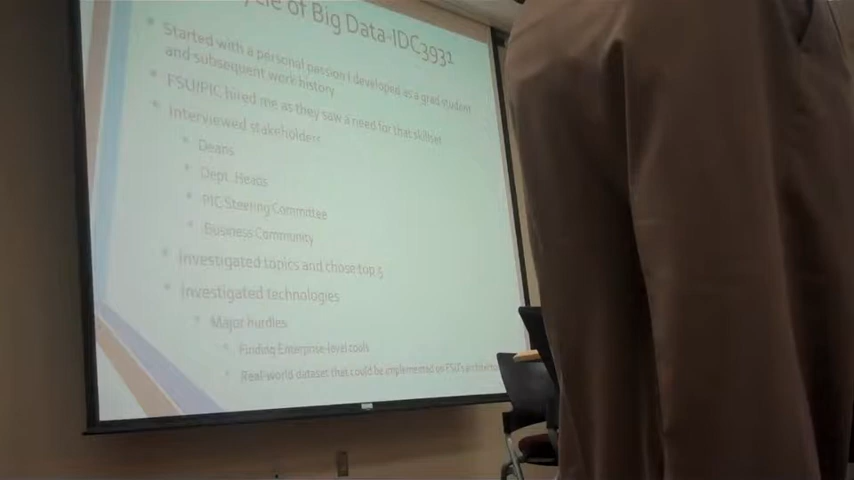 of Big Data-IDC3931
Started with a personal passion I developed as a grad student
and subsequent work history
FSU/PIC hired me as they saw a need for that skillset
Interviewed stakeholders
Deans
Dept. Heads
PIC Steering Committee
Business Community
Investigated topics and chose top 5
Investigated technologies
Major hurdles
Finding Enterprise-level tools
Real-world dataset that could be implemented on FSU's